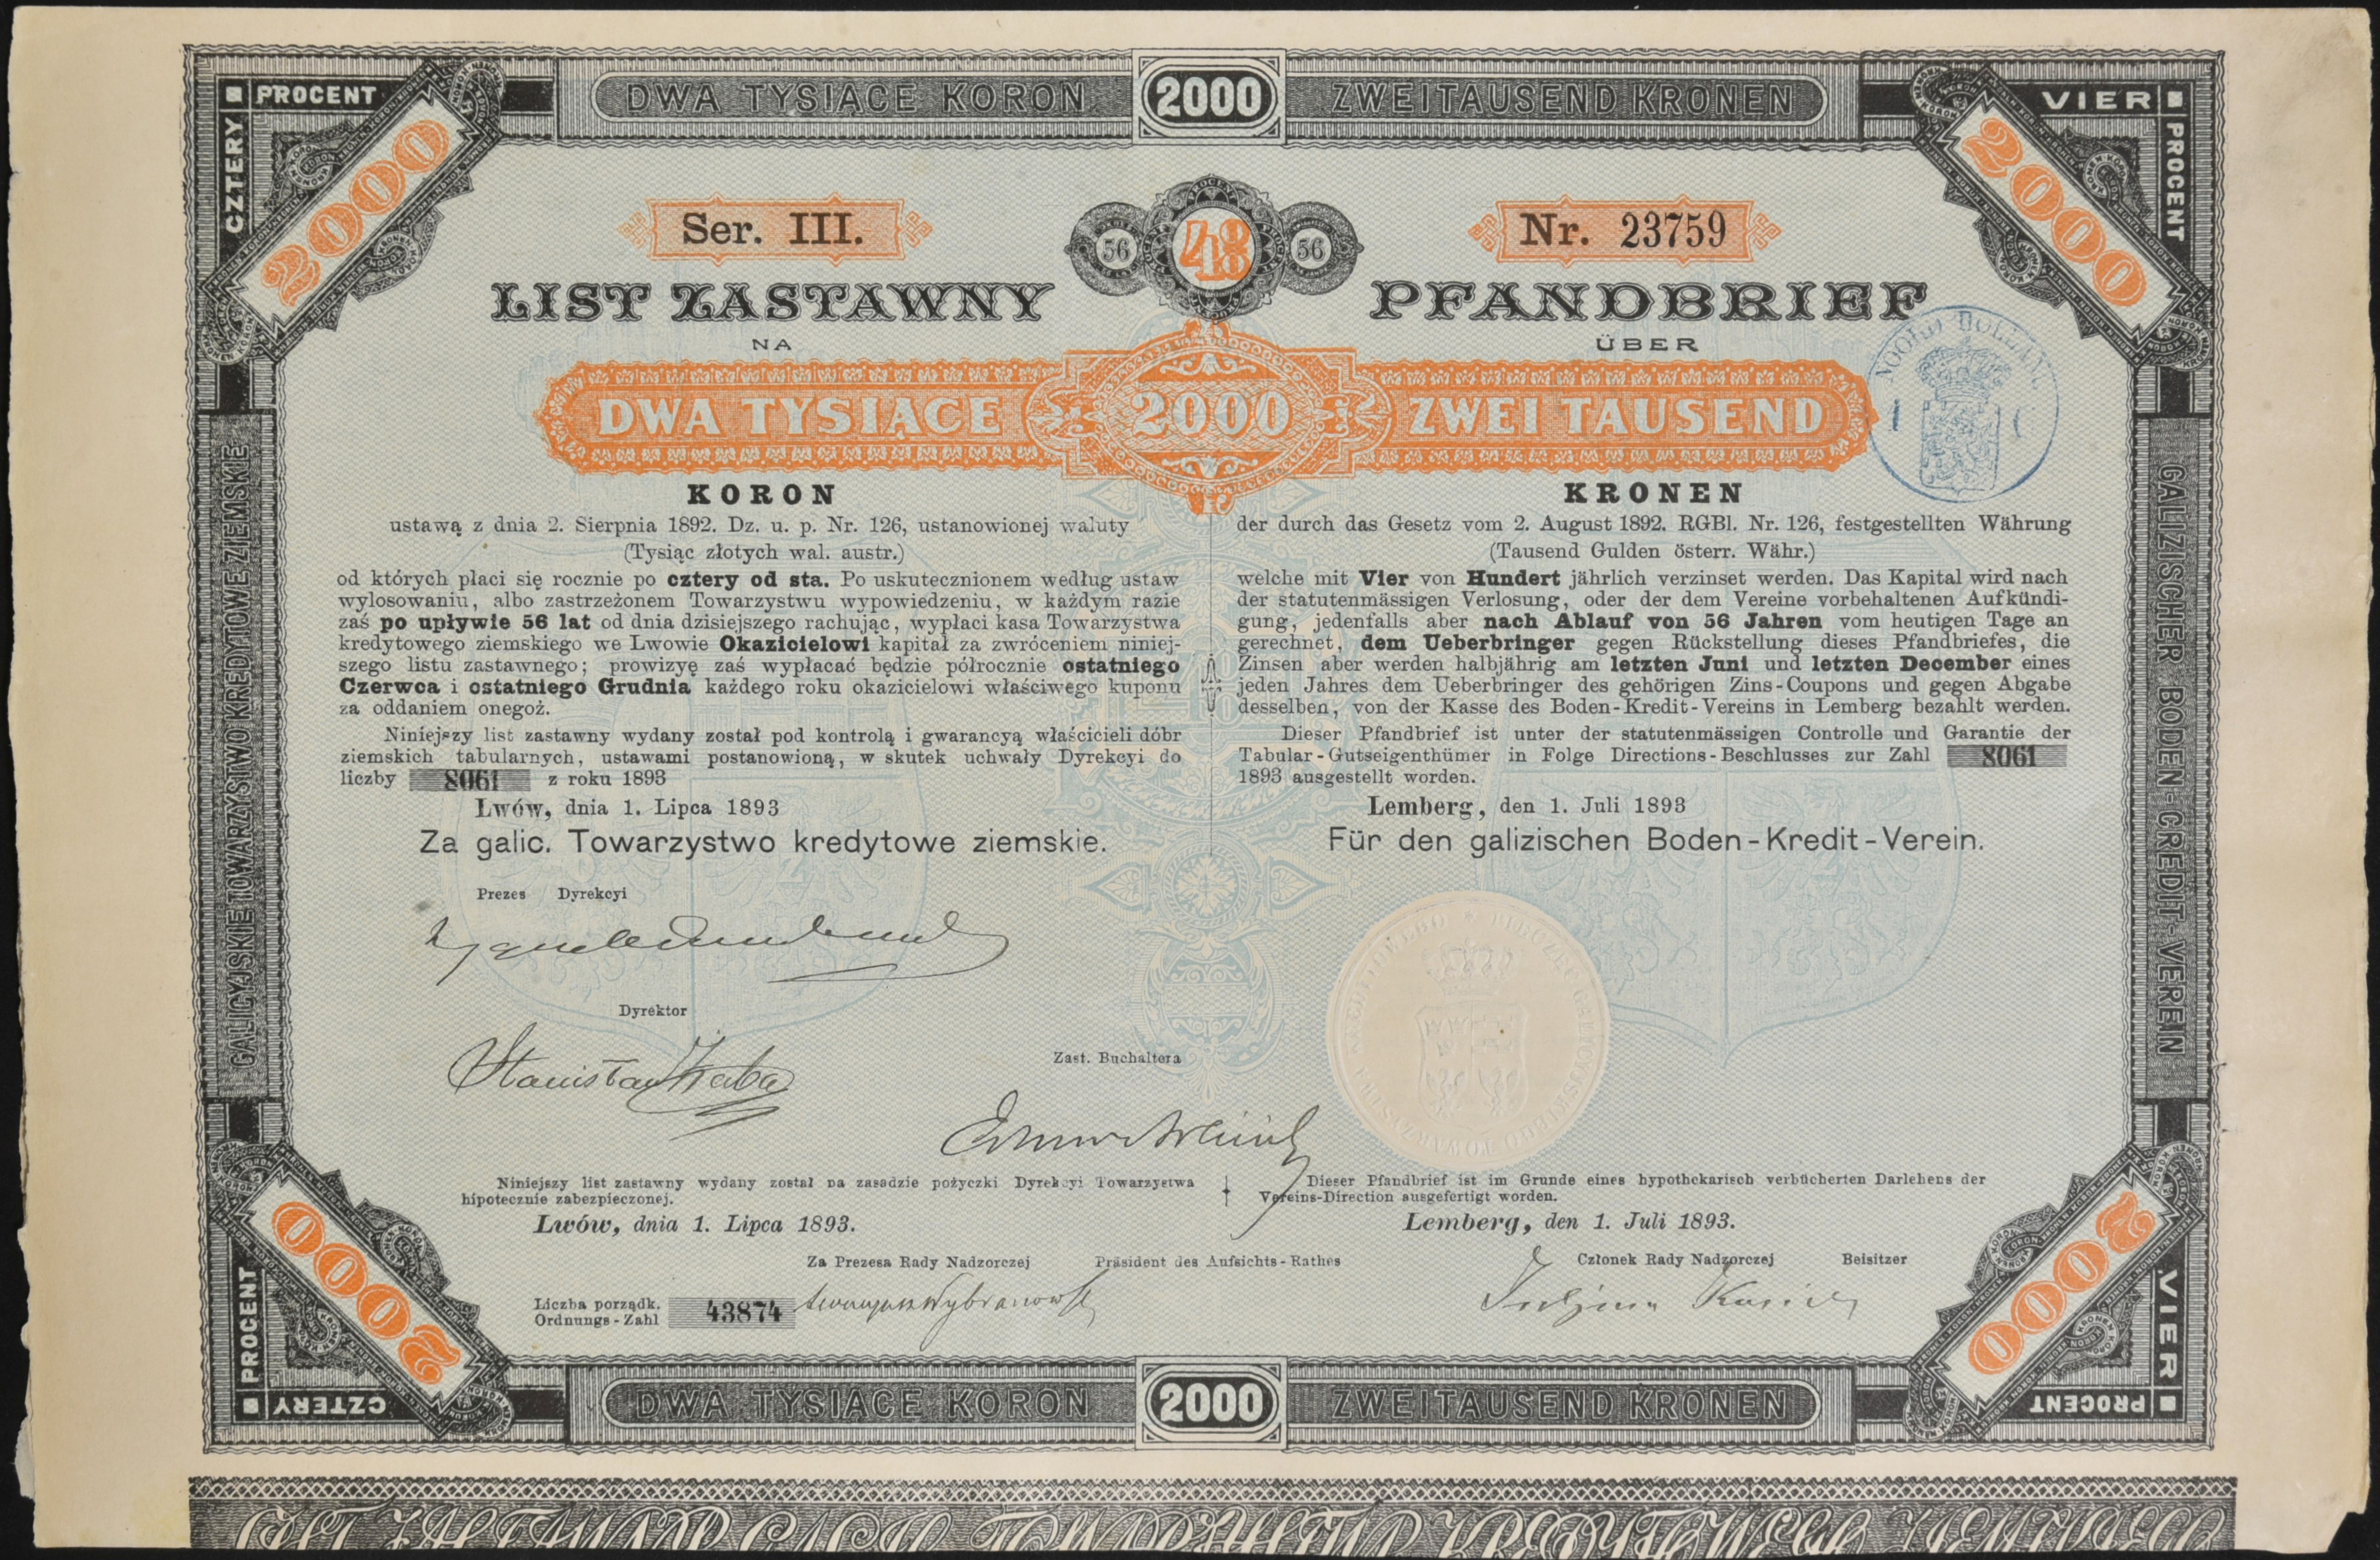 DWA TYSIĄCE KORON 2000 ZWEITAUSEND KRONEN
CZTERY PROCENT
2000
VIER PROCENT
2000
Ser. III.
56 4% 56
Nr. 23759
LIST ZASTAWNY
NA
PFANDBRIEF
ÜBER
NOORD HOLLAND
DWA TYSIĄCE 2000 ZWEI TAUSEND
KORON
ustawą z dnia 2. Sierpnia 1892. Dz. u. p. Nr. 126, ustanowionej waluty
(Tysiąc złotych wal. austr.)
od których płaci się rocznie po cztery od sta. Po uskutecznionem według ustaw
wylosowaniu, albo zastrzeżonem Towarzystwu wypowiedzeniu, w każdym razie
zaś po upływie 56 lat od dnia dzisiejszego rachując, wypłaci kasa Towarzystwa
kredytowego ziemskiego we Lwowie Okazicielowi kapitał za zwróceniem niniej-
szego listu zastawnego; prowizyę zaś wypłacać będzie półrocznie ostatniego
Czerwca i ostatniego Grudnia każdego roku okazicielowi właściwego kuponu
za oddaniem onegoż.
Niniejszy list zastawny wydany został pod kontrolą i gwarancyą właścicieli dóbr
ziemskich tabularnych, ustawami postanowioną, w skutek uchwały Dyrekcyi do
liczby 8061 z roku 1893
Lwów, dnia 1. Lipca 1893
Za galic. Towarzystwo kredytowe ziemskie.
KRONEN
der durch das Gesetz vom 2. August 1892. RGBl. Nr. 126, festgestellten Währung
(Tausend Gulden österr. Währ.)
welche mit Vier von Hundert jährlich verzinset werden. Das Kapital wird nach
der statutenmässigen Verlosung, oder der dem Vereine vorbehaltenen Aufkündi-
gung, jedenfalls aber nach Ablauf von 56 Jahren vom heutigen Tage an
gerechnet, dem Ueberbringer gegen Rückstellung dieses Pfandbriefes, die
Zinsen aber werden halbjährig am letzten Juni und letzten December eines
jeden Jahres dem Ueberbringer des gehörigen Zins-Coupons und gegen Abgabe
desselben, von der Kasse des Boden-Kredit-Vereins in Lemberg bezahlt werden.
Dieser Pfandbrief ist unter der statutenmässigen Controlle und Garantie der
Tabular-Gutseigenthümer in Folge Directions-Beschlusses zur Zahl 8061
1893 ausgestellt worden.
Lemberg, den 1. Juli 1893
Für den galizischen Boden-Kredit-Verein.
GALICYJSKIE TOWARZYSTWO KREDYTOWE ZIEMSKIE
GALIZISCHER BODEN-CREDIT-VEREIN
Prezes Dyrekcyi
Dyrektor
Stanisław
Zast. Buchaltera
Niniejszy list zastawny wydany został na zasadzie pożyczki Dyrekcyi Towarzystwa
hipotecznie zabezpieczonej.
Lwów, dnia 1. Lipca 1893.
Dieser Pfandbrief ist im Grunde eines hypothekarisch verbücherten Darlehens der
Vereins-Direction ausgefertigt worden.
Lemberg, den 1. Juli 1893.
Za Prezesa Rady Nadzorczej Präsident des Aufsichts-Rathes
Członek Rady Nadzorczej Beisitzer
Liczba porządk.
Ordnungs-Zahl 43874
Wybranowski
PROCENT CZTERY
2000
VIER PROCENT
2000
DWA TYSIĄCE KORON 2000 ZWEITAUSEND KRONEN